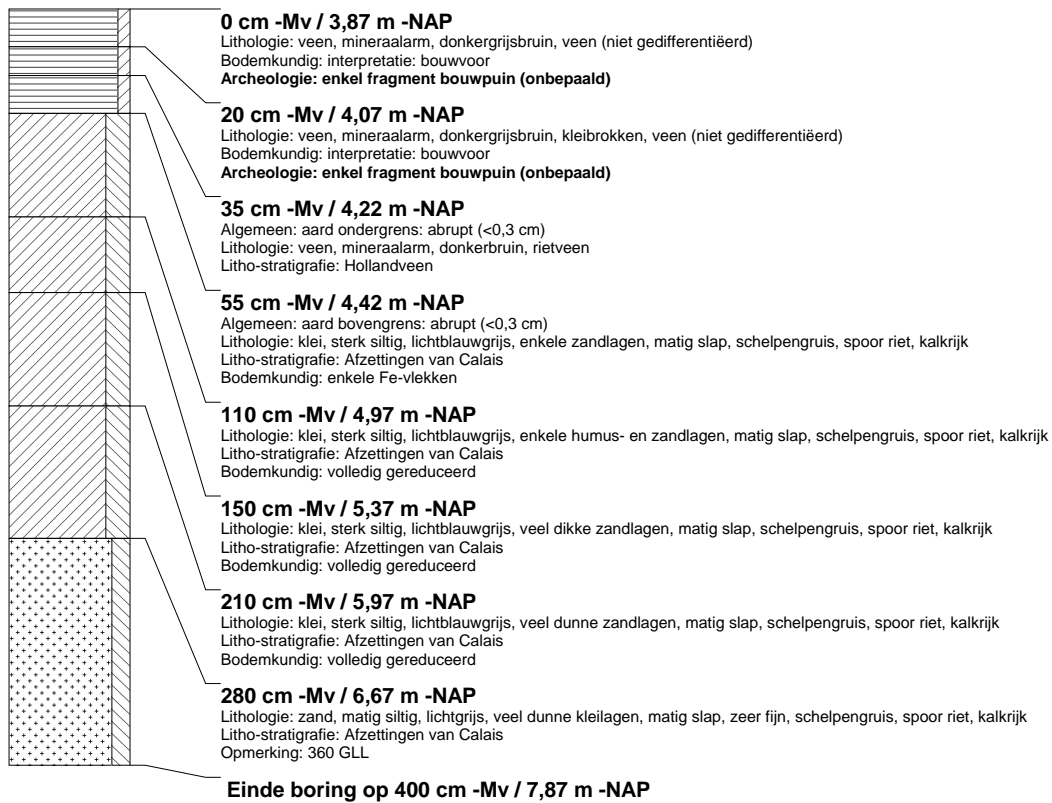 0 cm -Mv / 3,87 m -NAP
Lithologie: veen, mineraalarm, donkergrijsbruin, veen (niet gedifferentiëerd)
Bodemkundig: interpretatie: bouwvoor
Archeologie: enkel fragment bouwpuin (onbepaald)
20 cm -Mv / 4,07 m -NAP
Lithologie: veen, mineraalarm, donkergrijsbruin, kleibrokken, veen (niet gedifferentiëerd)
Bodemkundig: interpretatie: bouwvoor
Archeologie: enkel fragment bouwpuin (onbepaald)
35 cm -Mv / 4,22 m -NAP
Algemeen: aard ondergrens: abrupt (<0,3 cm)
Lithologie: veen, mineraalarm, donkerbruin, rietveen
Litho-stratigrafie: Hollandveen
55 cm -Mv / 4,42 m -NAP
Algemeen: aard bovengrens: abrupt (<0,3 cm)
Lithologie: klei, sterk siltig, lichtblauwgrijs, enkele zandlagen, matig slap, schelpengruis, spoor riet, kalkrijk
Litho-stratigrafie: Afzettingen van Calais
Bodemkundig: enkele Fe-vlekken
110 cm -Mv / 4,97 m -NAP
Lithologie: klei, sterk siltig, lichtblauwgrijs, enkele humus- en zandlagen, matig slap, schelpengruis, spoor riet, kalkrijk
Litho-stratigrafie: Afzettingen van Calais
Bodemkundig: volledig gereduceerd
150 cm -Mv / 5,37 m -NAP
Lithologie: klei, sterk siltig, lichtblauwgrijs, veel dikke zandlagen, matig slap, schelpengruis, spoor riet, kalkrijk
Litho-stratigrafie: Afzettingen van Calais
Bodemkundig: volledig gereduceerd
210 cm -Mv / 5,97 m -NAP
Lithologie: klei, sterk siltig, lichtblauwgrijs, veel dunne zandlagen, matig slap, schelpengruis, spoor riet, kalkrijk
Litho-stratigrafie: Afzettingen van Calais
Bodemkundig: volledig gereduceerd
280 cm -Mv / 6,67 m -NAP
Lithologie: zand, matig siltig, lichtgrijs, veel dunne kleilagen, matig slap, zeer fijn, schelpengruis, spoor riet, kalkrijk
Litho-stratigrafie: Afzettingen van Calais
Opmerking: 360 GLL
Einde boring op 400 cm -Mv / 7,87 m -NAP